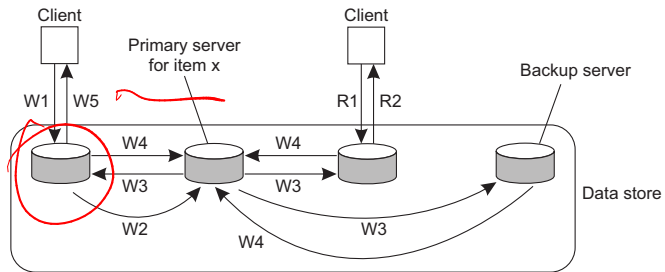 Client
Client
Primary server
for item x
Backup server
W1
W5
R1
R2
W4
W4
W3
W3
Data store
W2
W3
W4